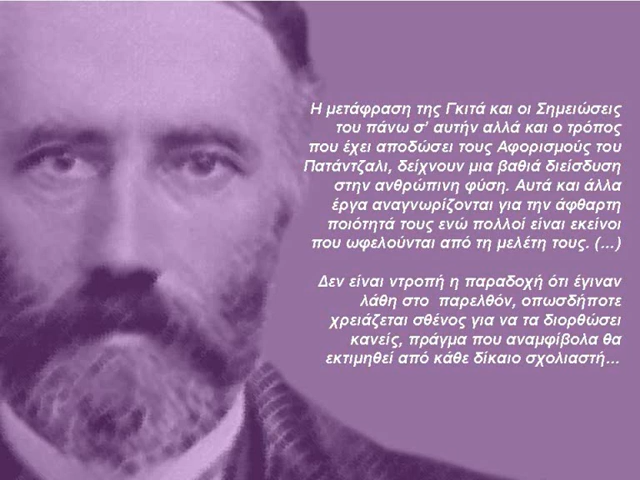 Η μετάφραση της Γκιτά και οι Σημειώσεις
του πάνω σ' αυτήν αλλά και ο τρόπος
που έχει αποδώσει τους Αφορισμούς του
Πατάντζαλι, δείχνουν μια βαθιά διείσδυση
στην ανθρώπινη φύση. Αυτά και άλλα
έργα αναγνωρίζονται για την άφθαρτη
ποιότητά τους ενώ πολλοί είναι εκείνοι
που ωφελούνται από τη μελέτη τους. (...)
Δεν είναι ντροπή η παραδοχή ότι έγιναν
λάθη στο παρελθόν, οπωσδήποτε
χρειάζεται σθένος για να τα διορθώσει
κανείς, πράγμα που αναμφίβολα θα
εκτιμηθεί από κάθε δίκαιο σχολιαστή...